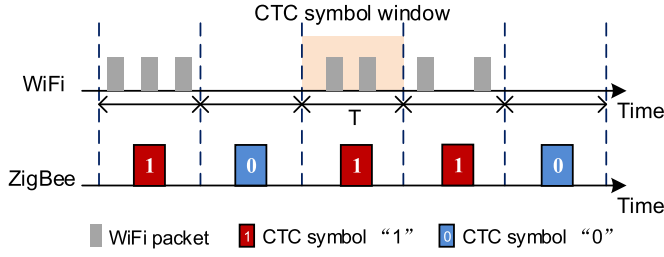 CTC symbol window
WiFi
Time
T
ZigBee
1 0 1 1 0
Time
WiFi packet 1 CTC symbol “1” 0 CTC symbol “0”